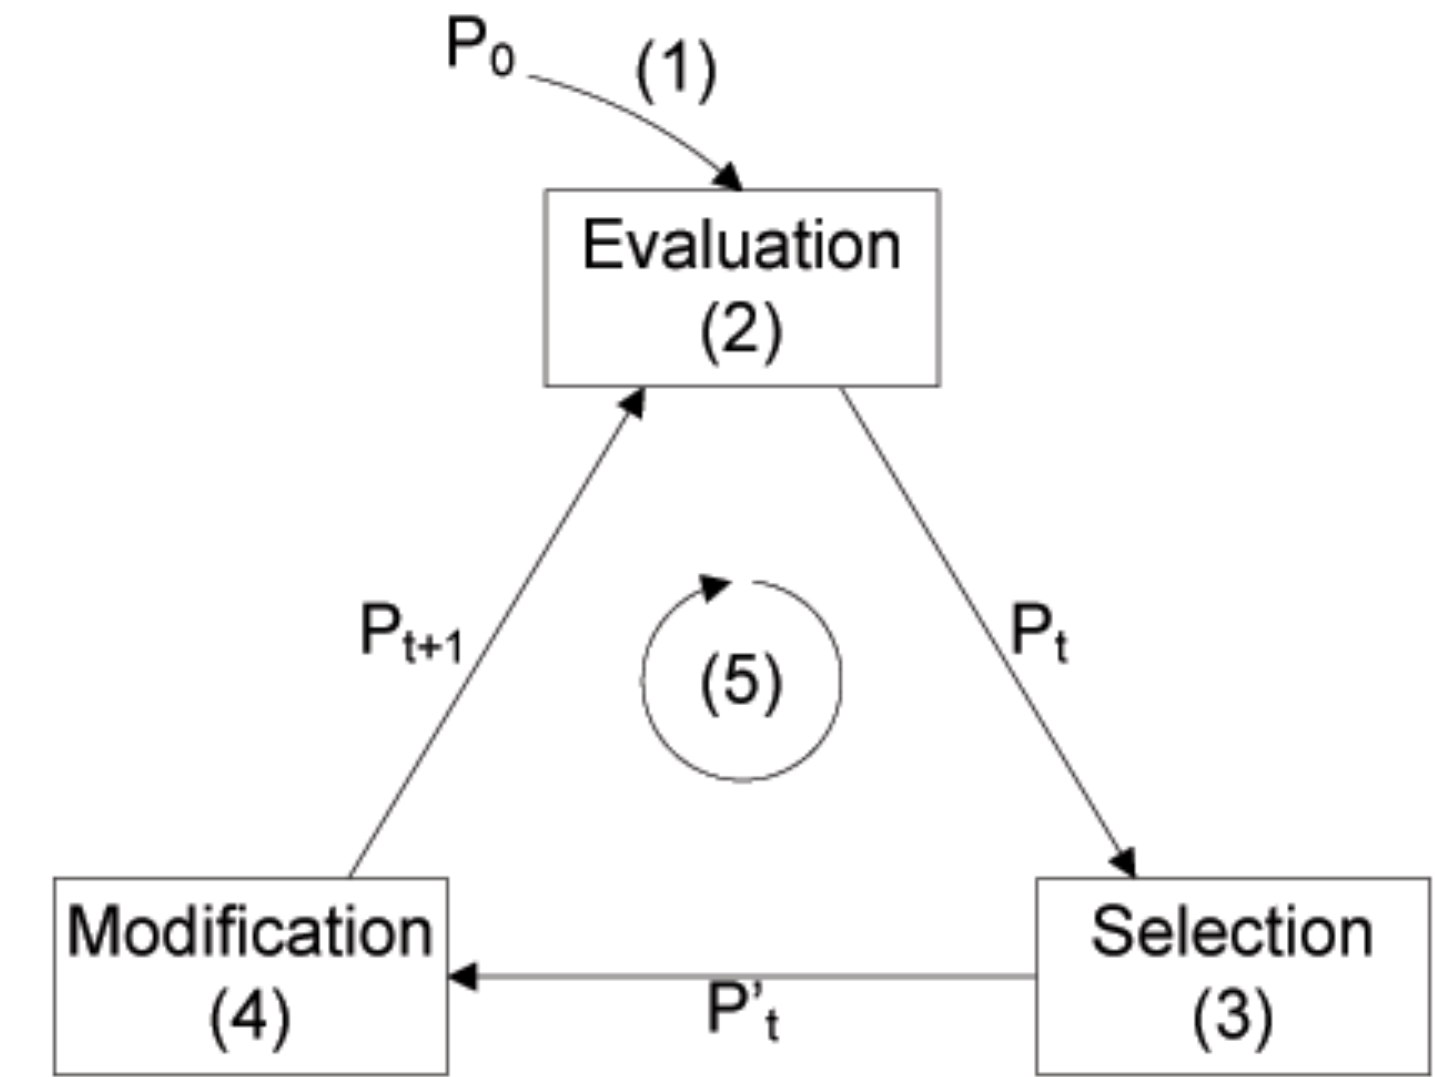 P₀
(1)
Evaluation
(2)
Pₜ₊₁
(5)
Pₜ
Modification
(4)
P’ₜ
Selection
(3)